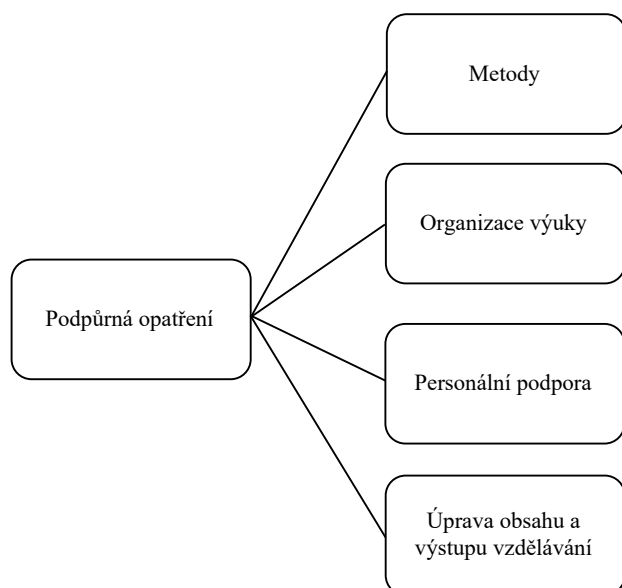 Metody
Organizace výuky
Podpůrná opatření
Personální podpora
Úprava obsahu a
výstupu vzdělávání